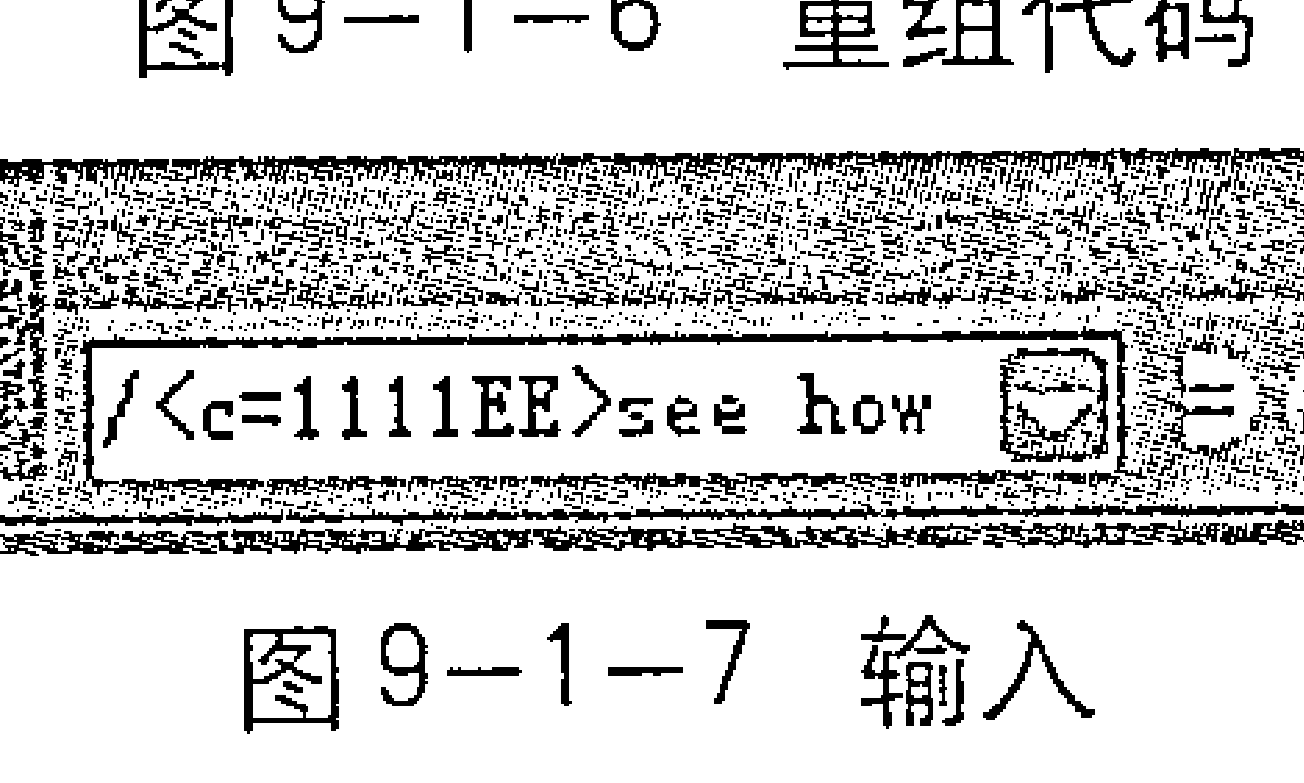 图 9—1—6 重组代码
/<c=1111EE>see how
=
图 9—1—7 输入